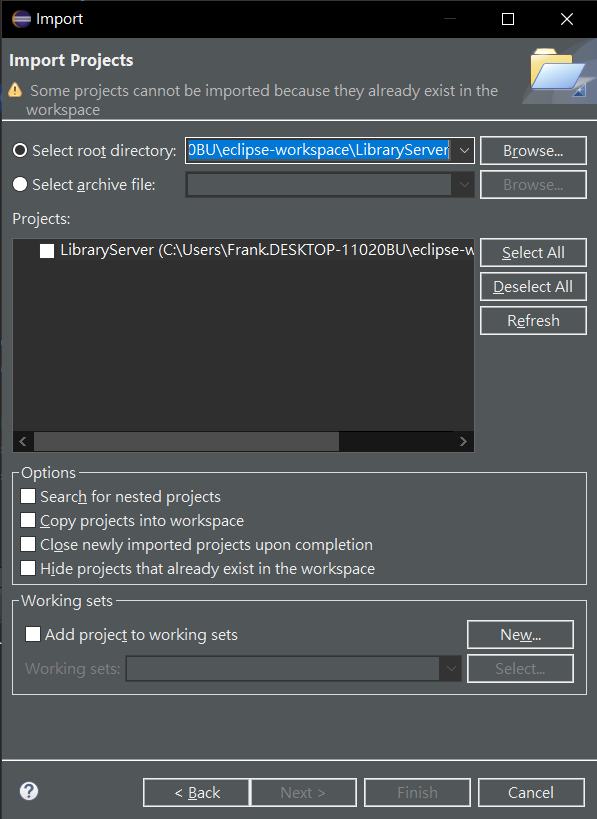 Import
Import Projects
Some projects cannot be imported because they already exist in the
workspace
Select root directory: 0BU\eclipse-workspace\LibraryServer Browse...
Select archive file: Browse...
Projects:
LibraryServer (C:\Users\Frank.DESKTOP-11020BU\eclipse-w
Select All
Deselect All
Refresh
Options
Search for nested projects
Copy projects into workspace
Close newly imported projects upon completion
Hide projects that already exist in the workspace
Working sets
Add project to working sets New...
Working sets: Select...
? < Back Next > Finish Cancel